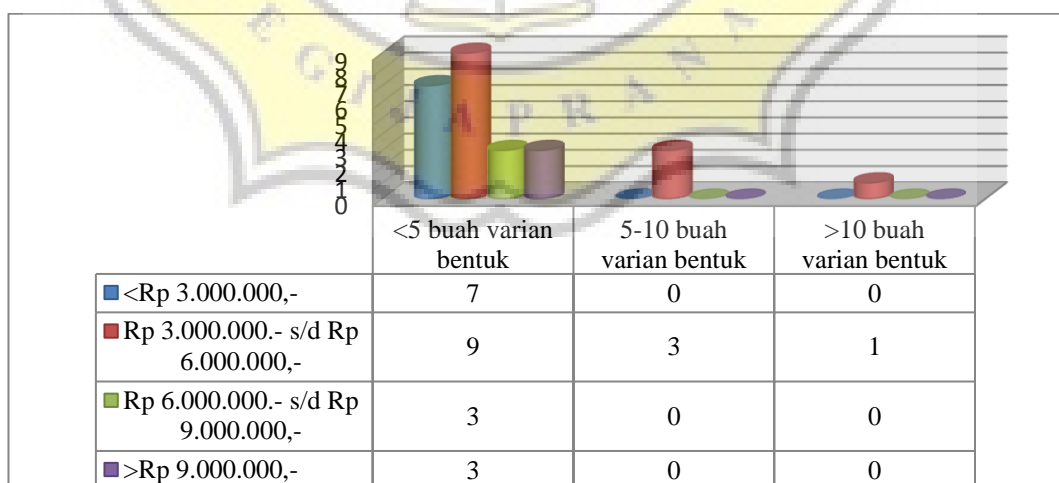 E G I A P R A N A
9
8
7
6
5
4
3
2
1
0
<5 buah varian
bentuk
5-10 buah
varian bentuk
>10 buah
varian bentuk
<Rp 3.000.000,-
7
0
0
Rp 3.000.000.- s/d Rp
6.000.000,-
9
3
1
Rp 6.000.000.- s/d Rp
9.000.000,-
3
0
0
>Rp 9.000.000,-
3
0
0